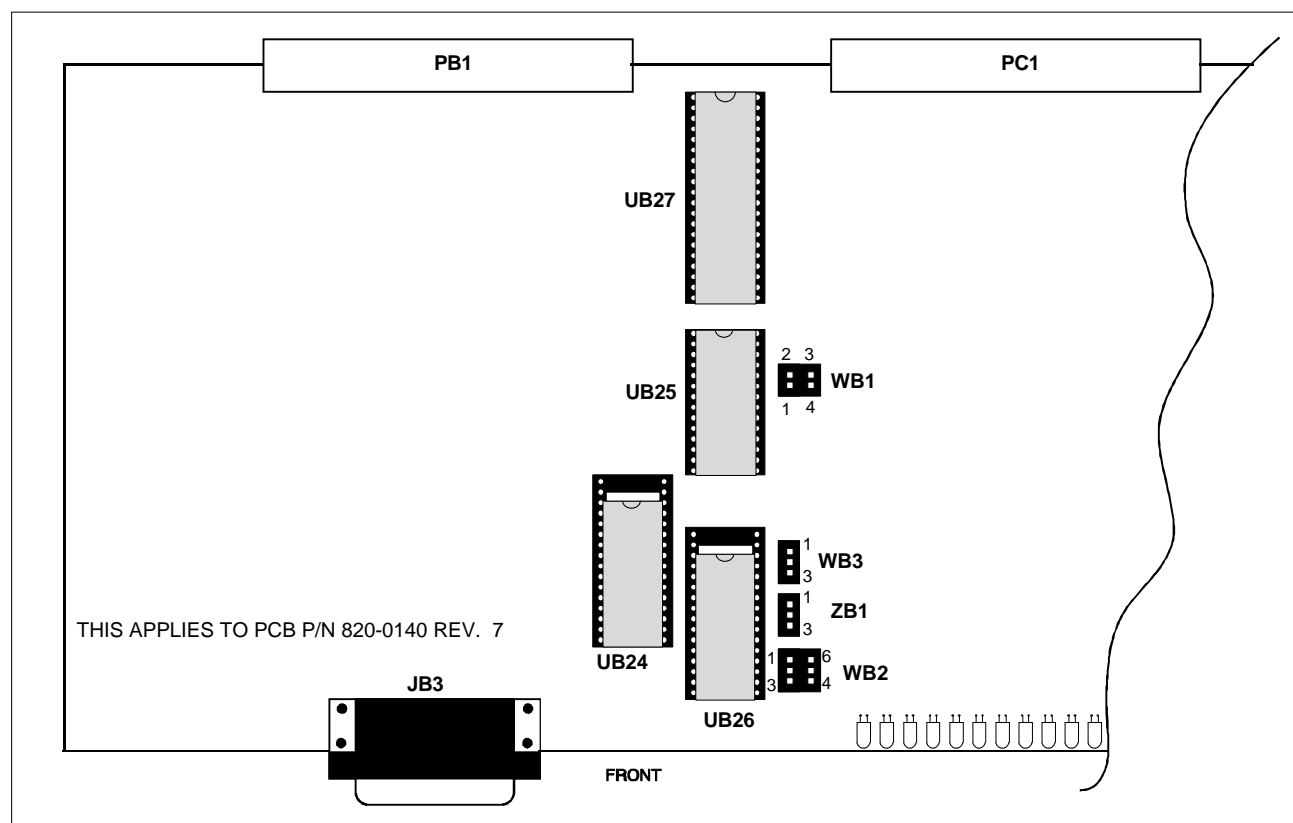 PB1
PC1
UB27
2 3
UB25
WB1
1 4
1
WB3
3
1
ZB1
3
THIS APPLIES TO PCB P/N 820-0140 REV. 7
UB24
1 6
WB2
3 4
JB3
UB26
FRONT